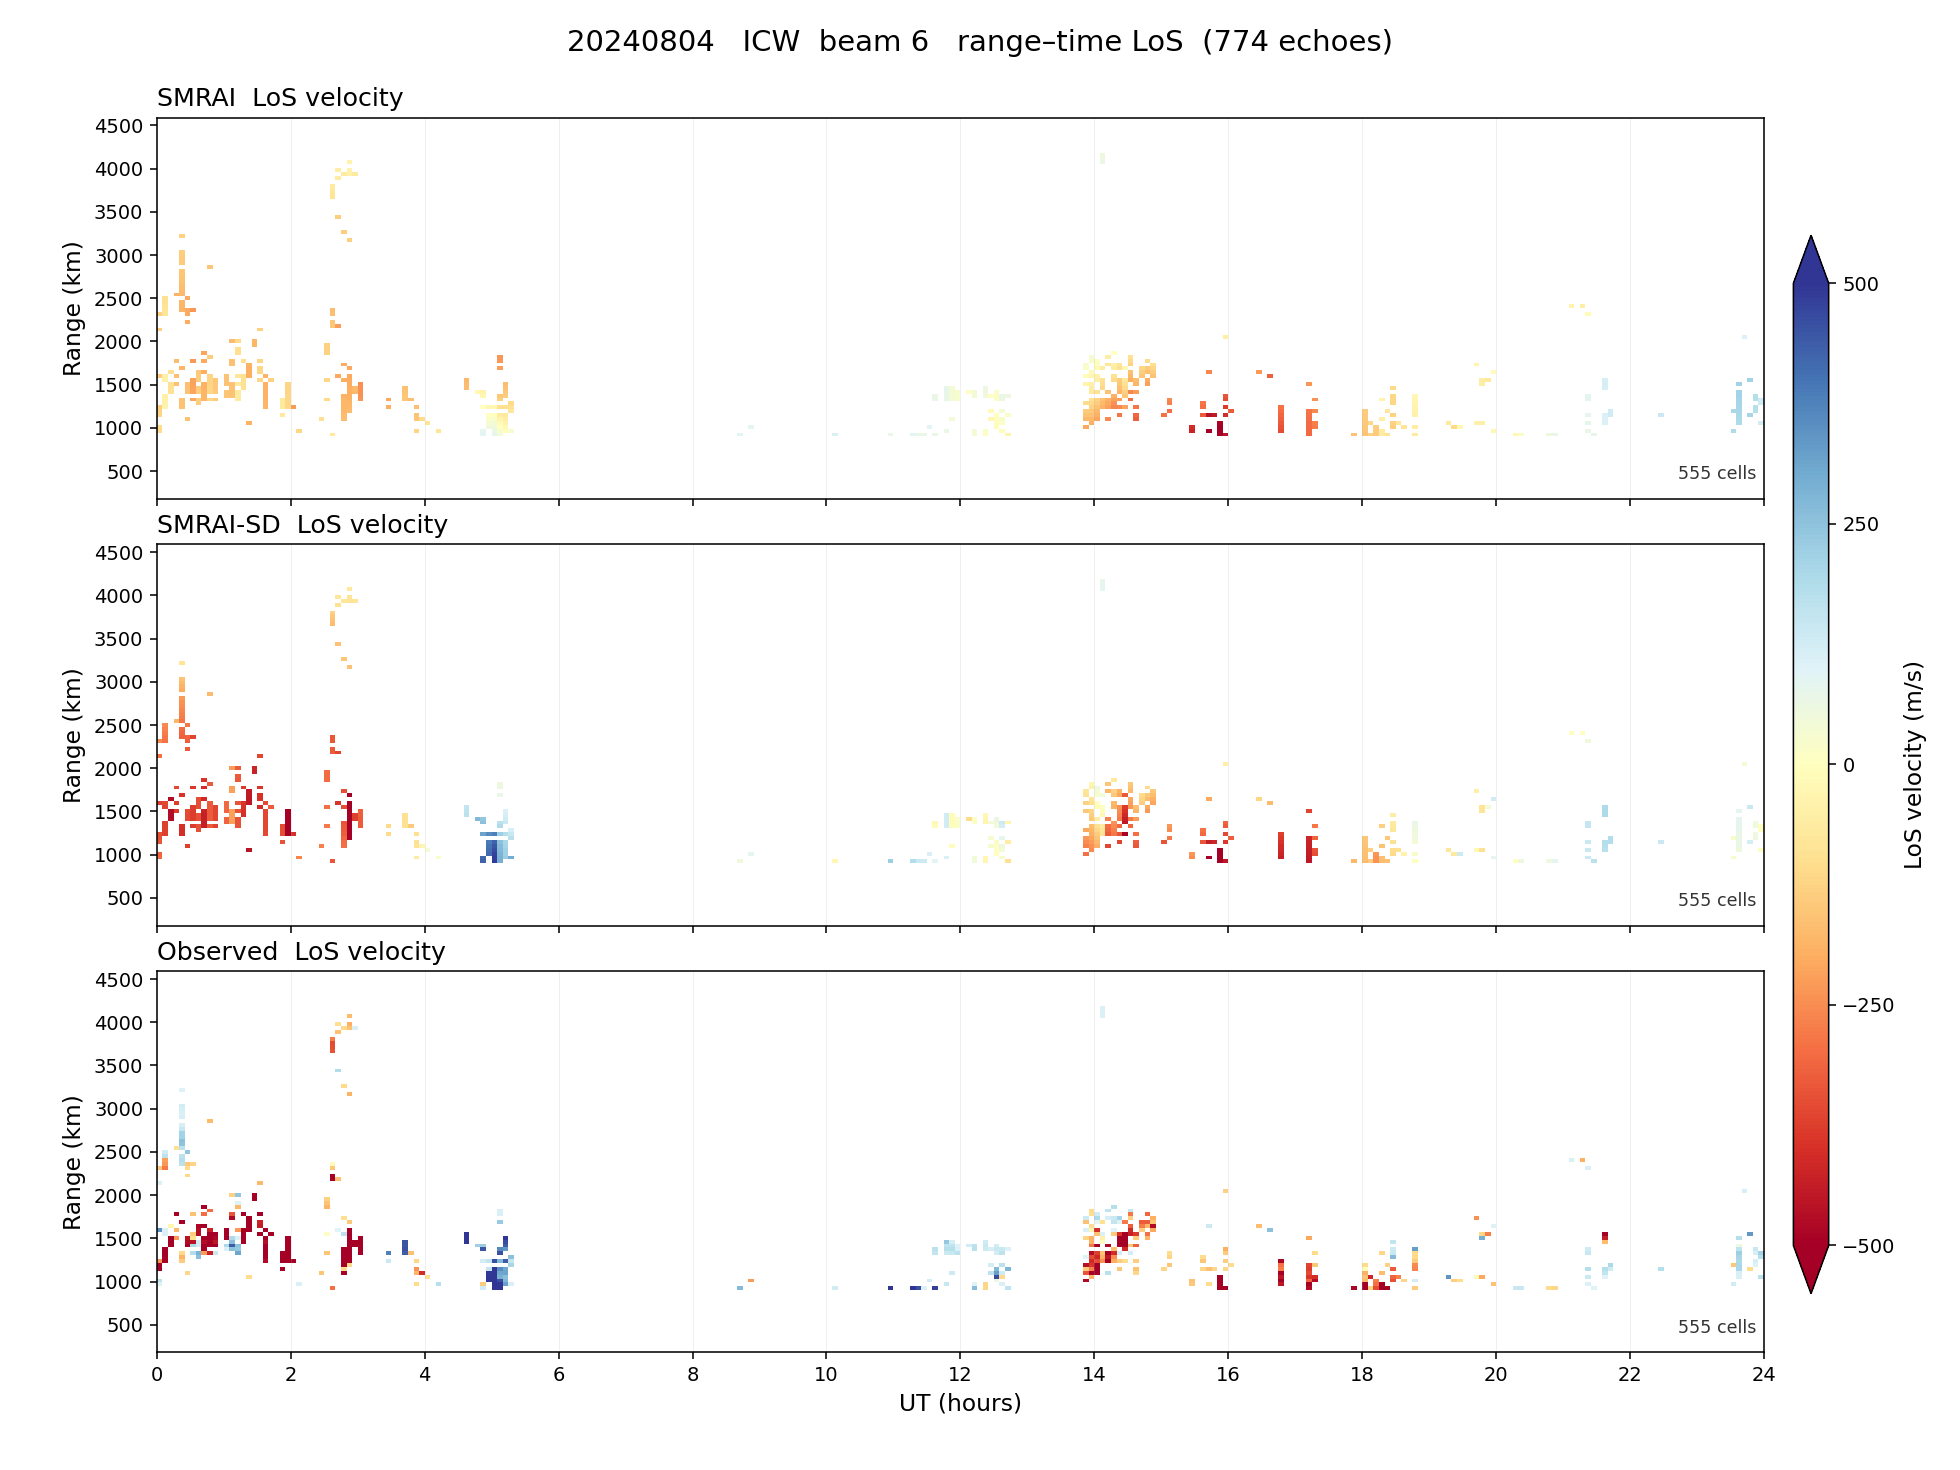 20240804   ICW  beam 6   range–time LoS  (774 echoes)
SMRAI  LoS velocity
4500
4000
3500
3000
2500
2000
1500
1000
500
Range (km)
555 cells
SMRAI-SD  LoS velocity
4500
4000
3500
3000
2500
2000
1500
1000
500
Range (km)
555 cells
Observed  LoS velocity
4500
4000
3500
3000
2500
2000
1500
1000
500
Range (km)
555 cells
0 2 4 6 8 10 12 14 16 18 20 22 24
UT (hours)
500
250
0
−250
−500
LoS velocity (m/s)